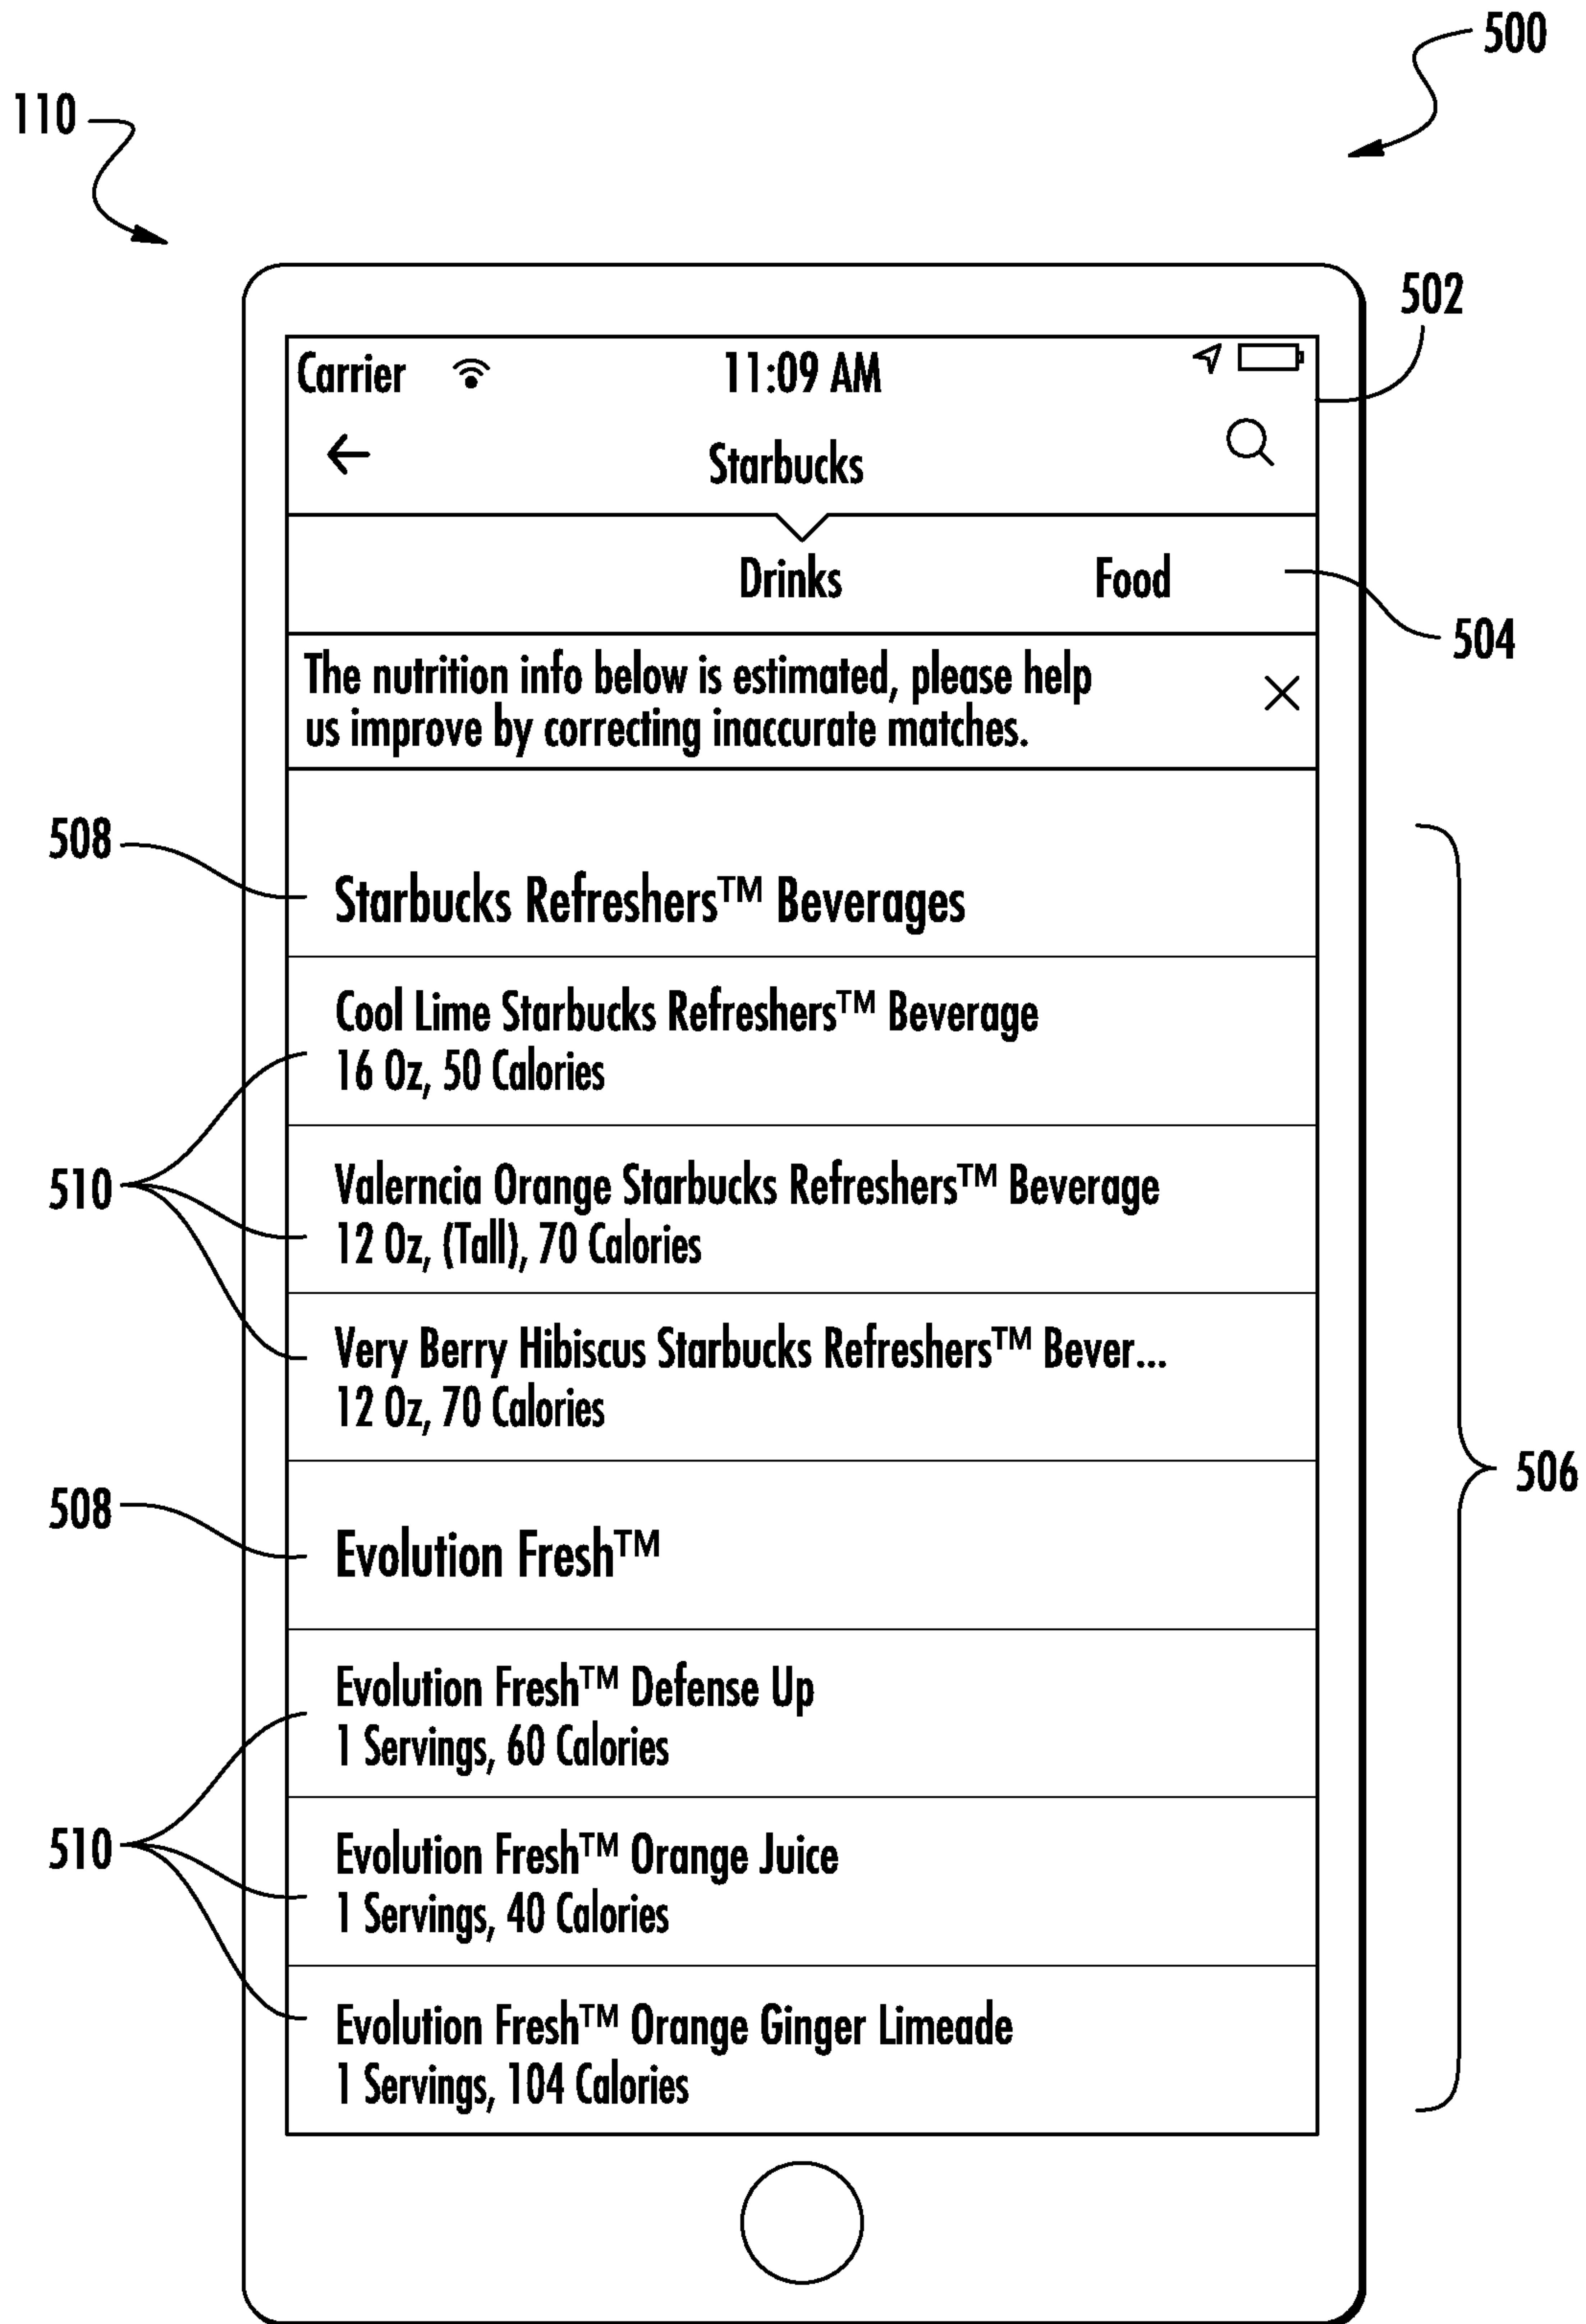 500
110
502
Carrier 11:09 AM
Starbucks
Drinks Food
504
The nutrition info below is estimated, please help
us improve by correcting inaccurate matches.
508
Starbucks Refreshers™ Beverages
Cool Lime Starbucks Refreshers™ Beverage
16 Oz, 50 Calories
510
Valerncia Orange Starbucks Refreshers™ Beverage
12 Oz, (Tall), 70 Calories
Very Berry Hibiscus Starbucks Refreshers™ Bever...
12 Oz, 70 Calories
506
508
Evolution Fresh™
Evolution Fresh™ Defense Up
1 Servings, 60 Calories
510
Evolution Fresh™ Orange Juice
1 Servings, 40 Calories
Evolution Fresh™ Orange Ginger Limeade
1 Servings, 104 Calories